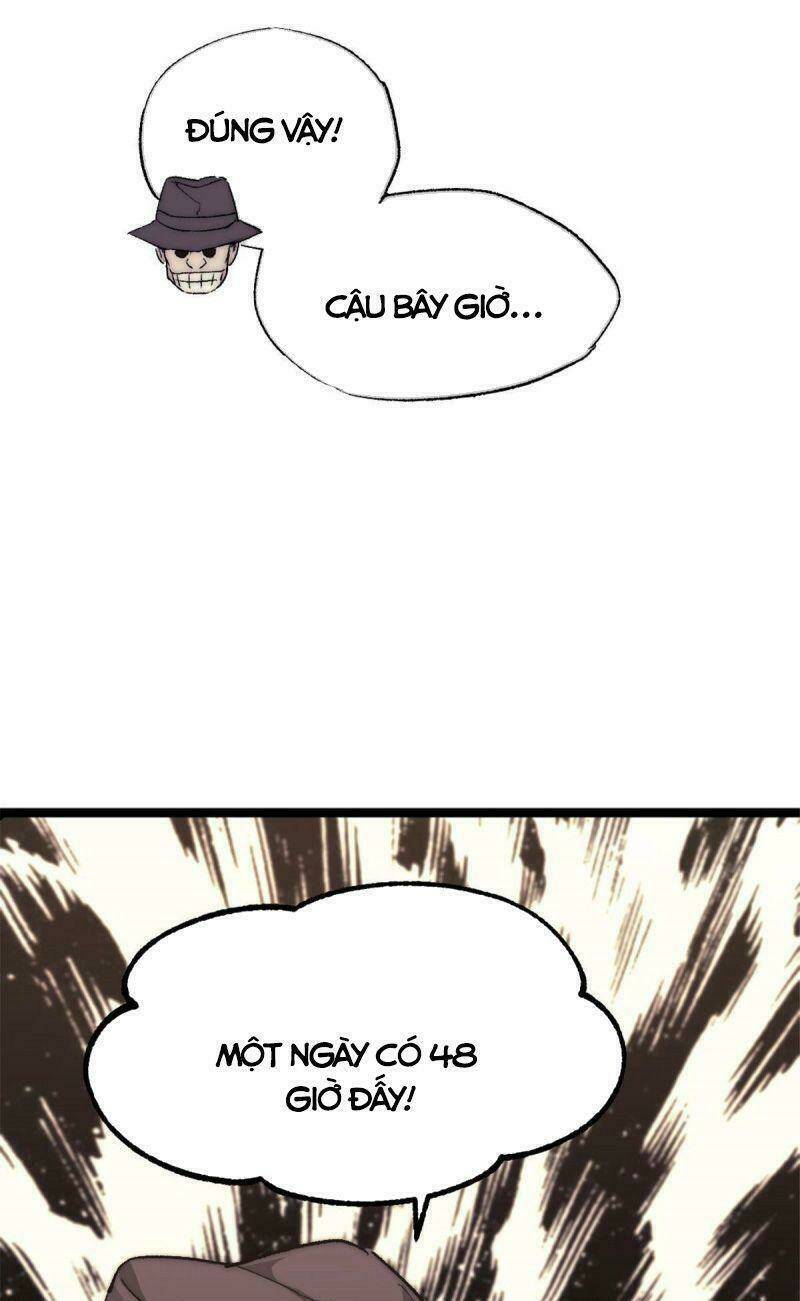 ĐÚNG VẬY!
CẬU BÂY GIỜ...
MỘT NGÀY CÓ 48
GIỜ ĐẤY!